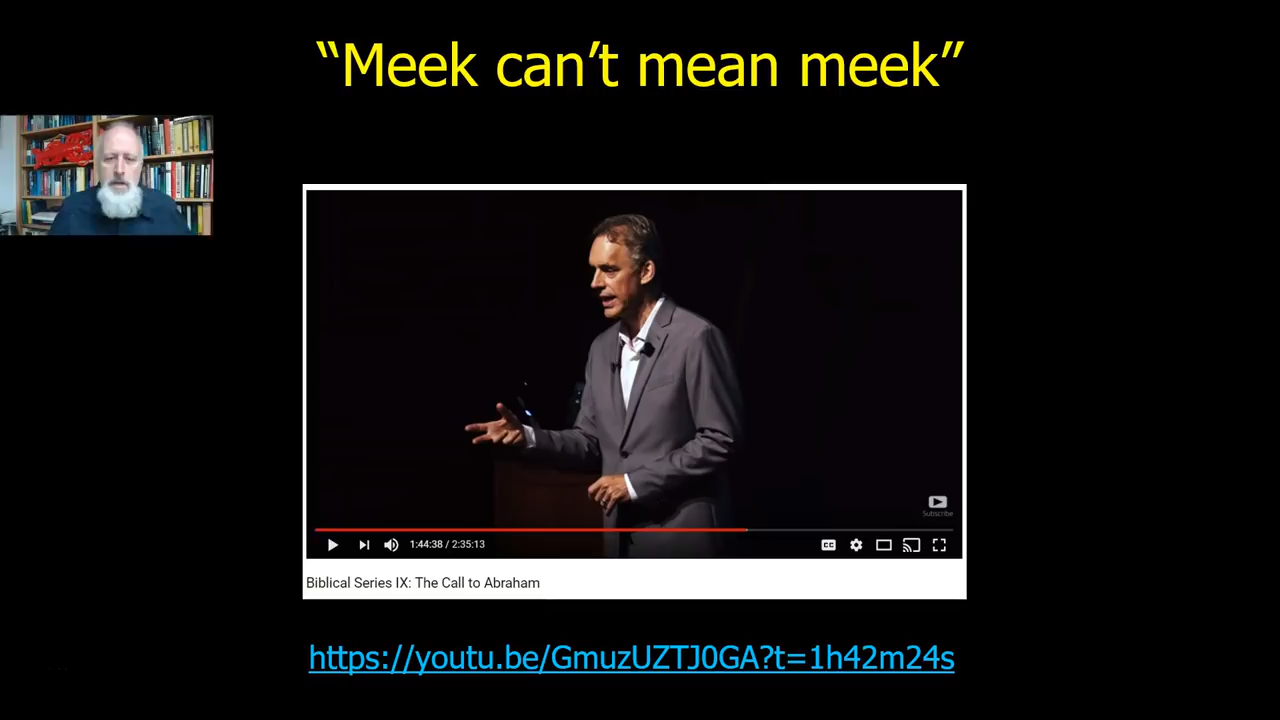 “Meek can’t mean meek”
Subscribe
1:44:38 / 2:35:13
CC
Biblical Series IX: The Call to Abraham
https://youtu.be/GmuzUZTJ0GA?t=1h42m24s